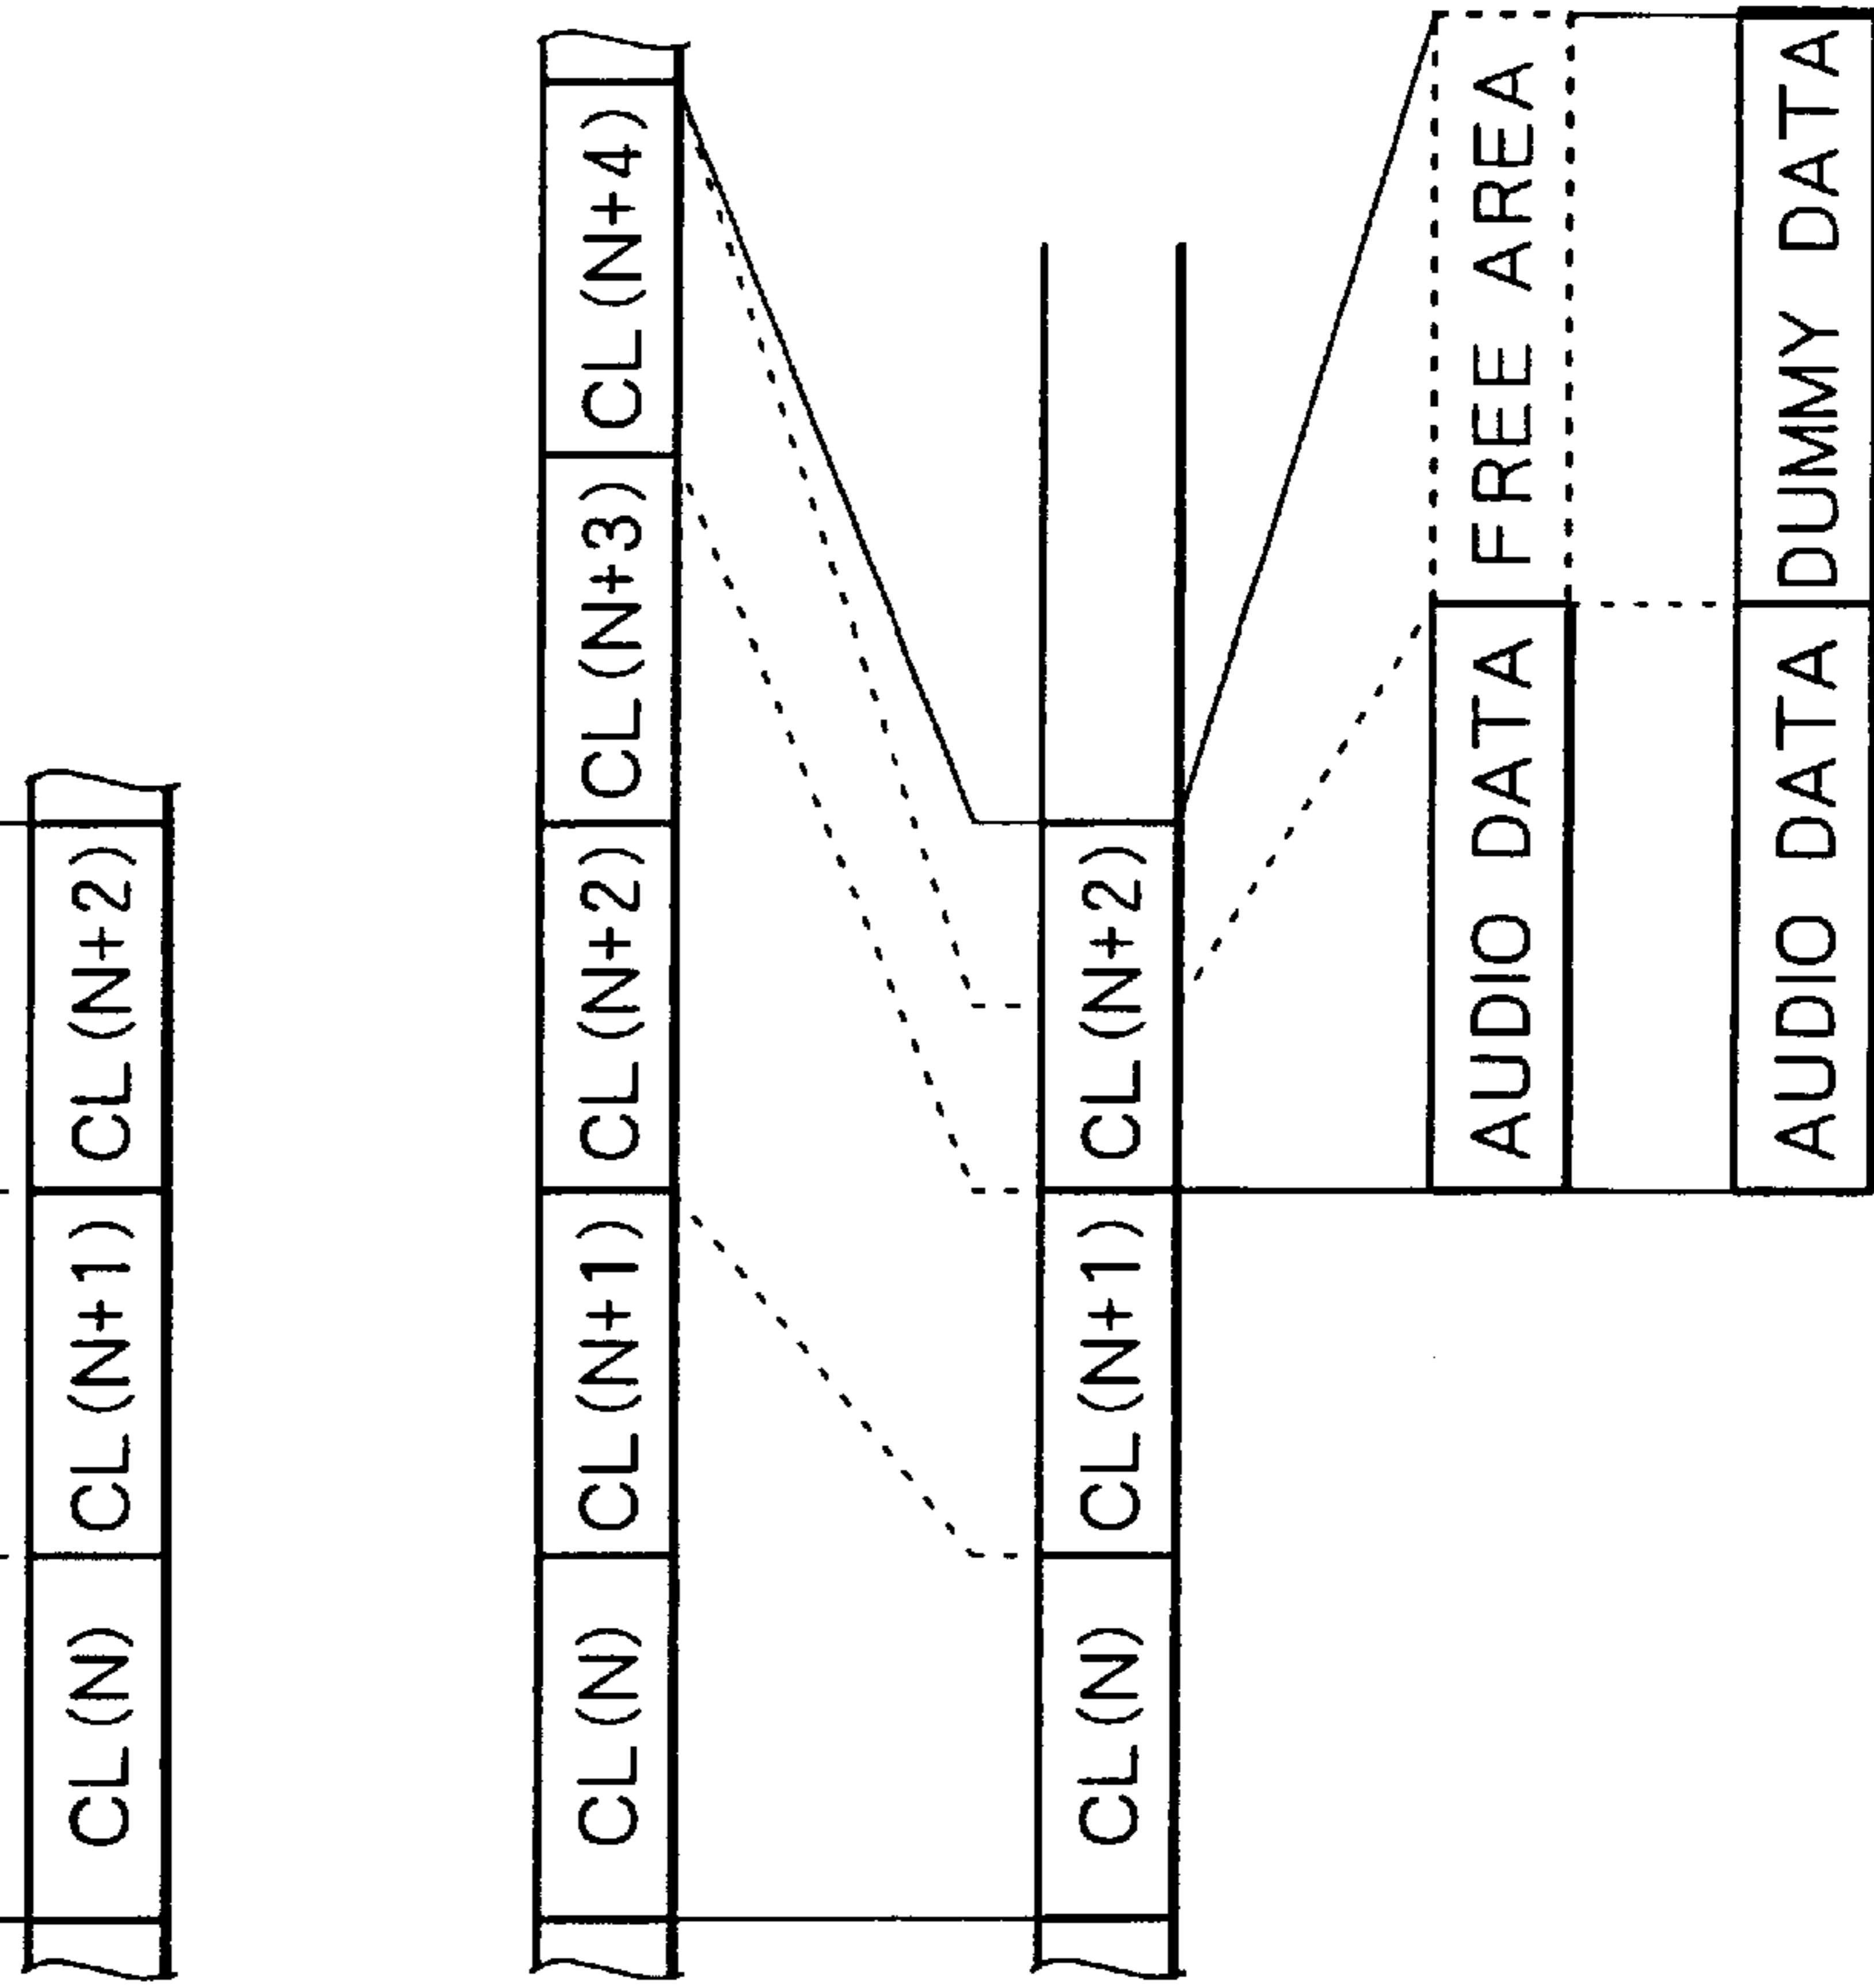 CL(N) CL(N+1) CL(N+2)
CL(N) CL(N+1) CL(N+2) CL(N+3) CL(N+4)
CL(N) CL(N+1) CL(N+2)
AUDIO DATA FREE AREA
AUDIO DATA DUMMY DATA